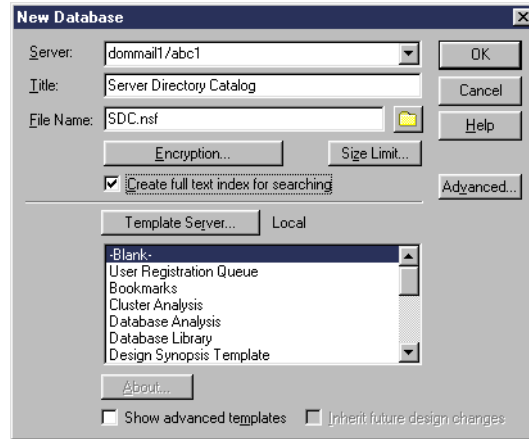 New Database
Server: dommail1/abc1 OK
Title: Server Directory Catalog Cancel
File Name: SDC.nsf Help
Encryption... Size Limit...
Create full text index for searching Advanced...
Template Server... Local
-Blank-
User Registration Queue
Bookmarks
Cluster Analysis
Database Analysis
Database Library
Design Synopsis Template
About...
Show advanced templates Inherit future design changes